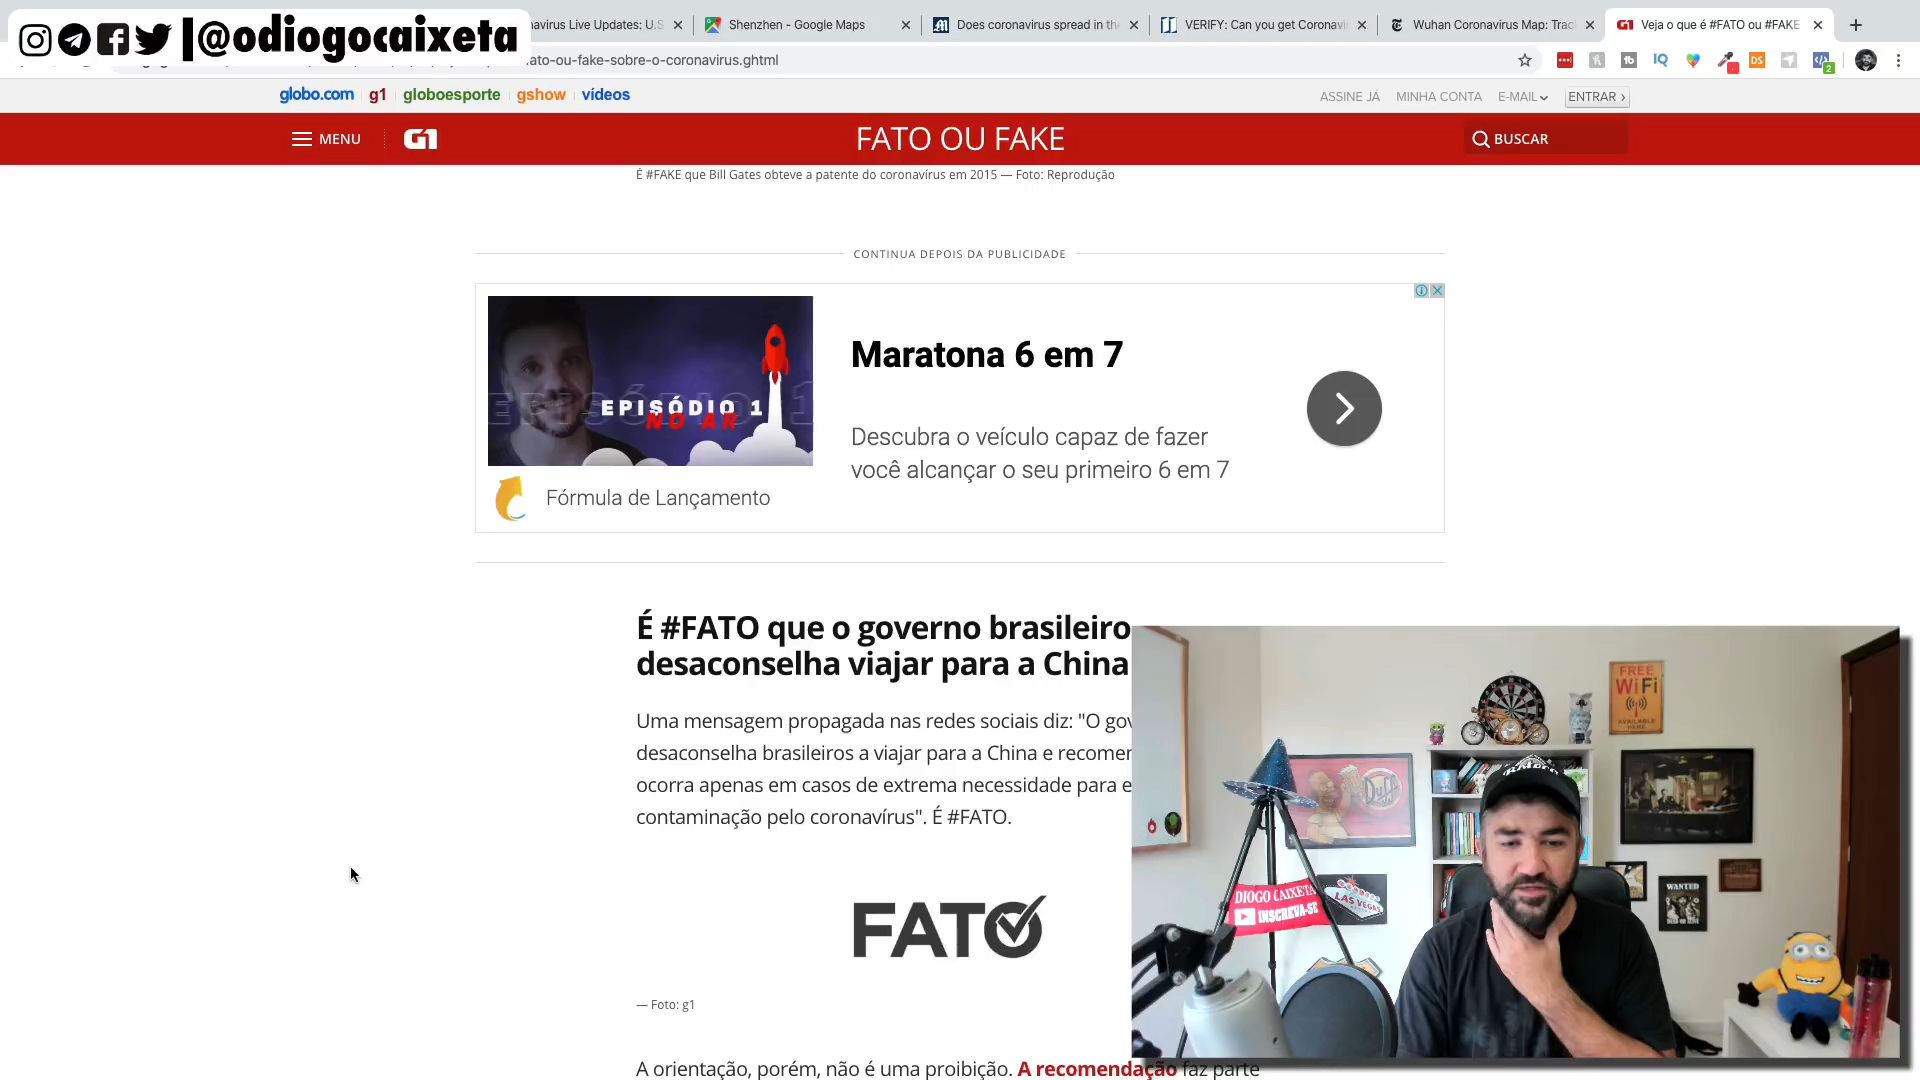 |@odiogocaixeta
navirus Live Updates: U.S
Shenzhen - Google Maps
Does coronavirus spread in th
VERIFY: Can you get Coronavi
Wuhan Coronavirus Map: Trac
Veja o que é #FATO ou #FAKE
ato-ou-fake-sobre-o-coronavirus.ghtml
globo.com g1 globoesporte gshow vídeos
ASSINE JÁ MINHA CONTA E-MAIL ENTRAR ›
MENU G1 FATO OU FAKE BUSCAR
É #FAKE que Bill Gates obteve a patente do coronavírus em 2015 — Foto: Reprodução
CONTINUA DEPOIS DA PUBLICIDADE
EPISÓDIO 1
NO AR
Fórmula de Lançamento
Maratona 6 em 7
Descubra o veículo capaz de fazer
você alcançar o seu primeiro 6 em 7
É #FATO que o governo brasileiro
desaconselha viajar para a China
Uma mensagem propagada nas redes sociais diz: "O gov
desaconselha brasileiros a viajar para a China e recomen
ocorra apenas em casos de extrema necessidade para e
contaminação pelo coronavírus". É #FATO.
FATO
— Foto: g1
A orientação, porém, não é uma proibição. A recomendação faz parte
FREE
WiFi
AVAILABLE
HERE
Duff
DIOGO CAIXETA
INSCREVA-SE
LAS VEGAS
WANTED